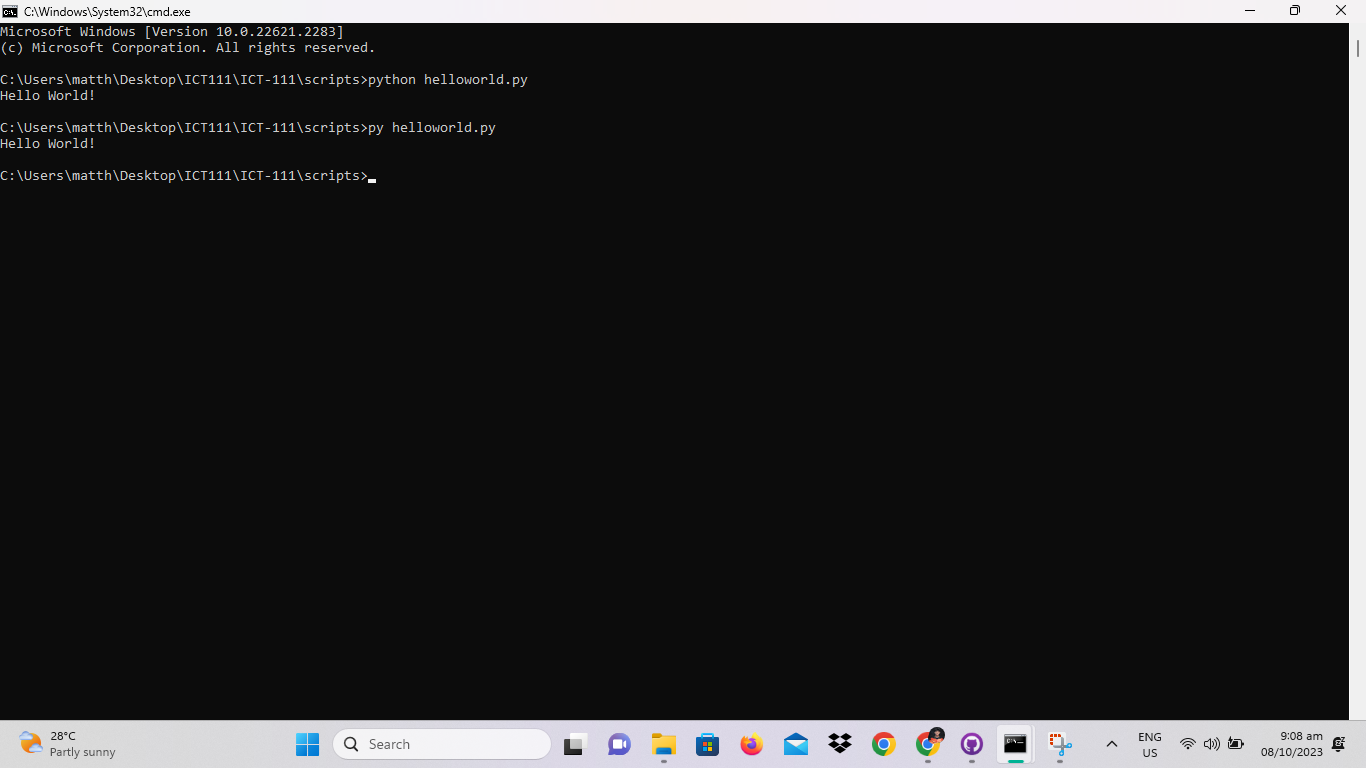 C:\Windows\System32\cmd.exe
Microsoft Windows [Version 10.0.22621.2283]
(c) Microsoft Corporation. All rights reserved.
C:\Users\matth\Desktop\ICT111\ICT-111\scripts>python helloworld.py
Hello World!
C:\Users\matth\Desktop\ICT111\ICT-111\scripts>py helloworld.py
Hello World!
C:\Users\matth\Desktop\ICT111\ICT-111\scripts>
28°C
Partly sunny
Search
ENG
US
9:08 am
08/10/2023